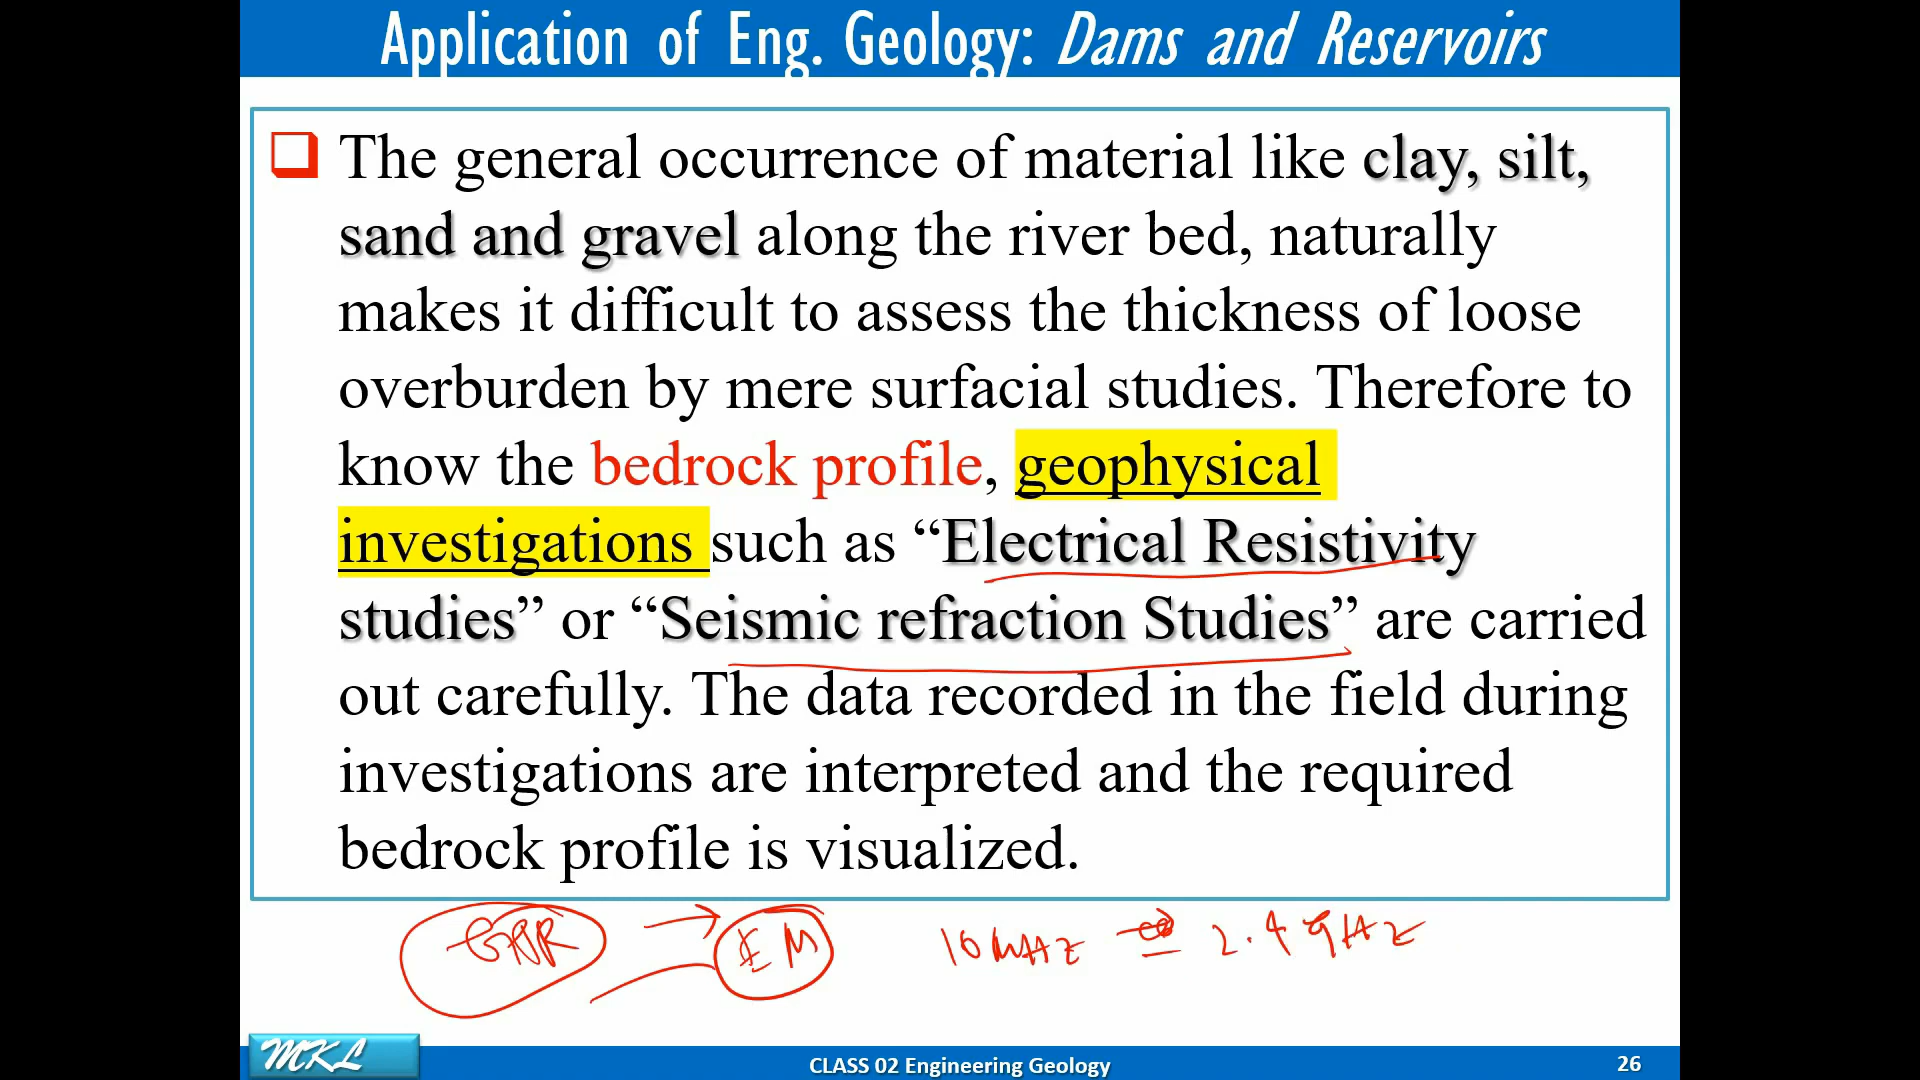 Application of Eng. Geology: Dams and Reservoirs
The general occurrence of material like clay, silt,
sand and gravel along the river bed, naturally
makes it difficult to assess the thickness of loose
overburden by mere surfacial studies. Therefore to
know the bedrock profile, geophysical
investigations such as “Electrical Resistivity
studies” or “Seismic refraction Studies” are carried
out carefully. The data recorded in the field during
investigations are interpreted and the required
bedrock profile is visualized.
GPR EM 10 MHz 2.4 GHz
MKL
CLASS 02 Engineering Geology
26